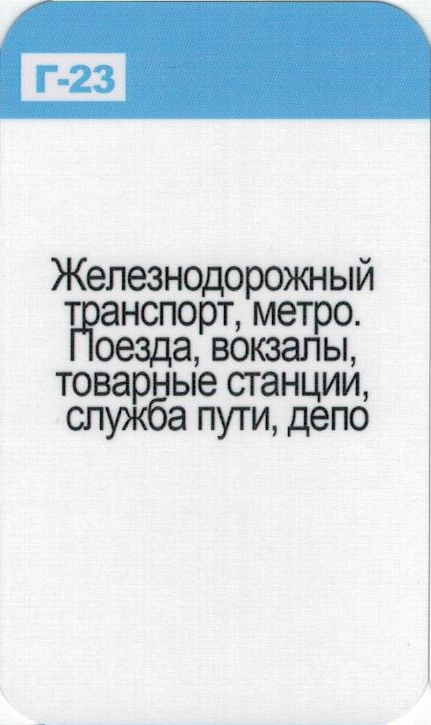 Г-23
Железнодорожный
транспорт, метро.
Поезда, вокзалы,
товарные станции,
служба пути, депо